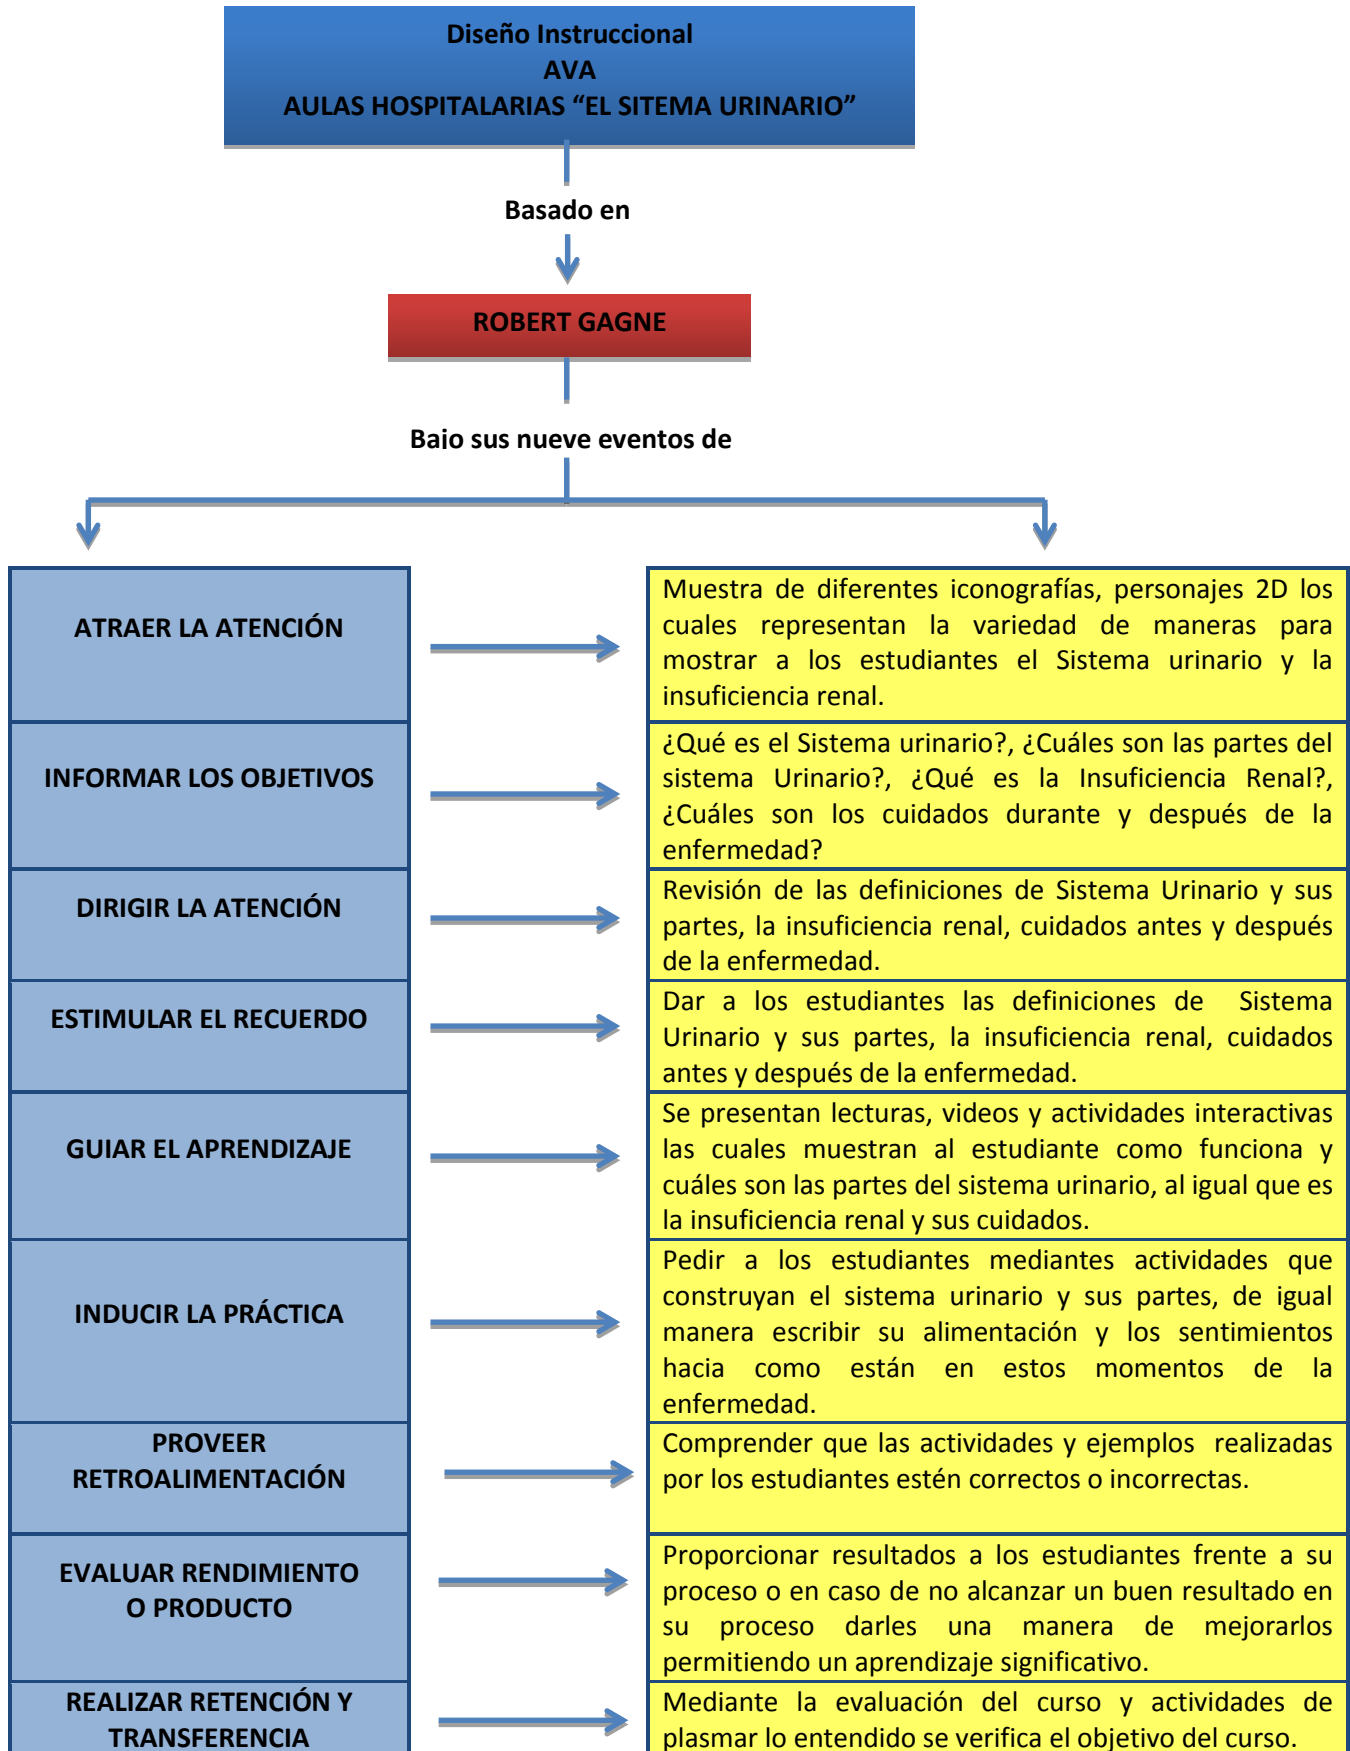 Diseño Instruccional
AVA
AULAS HOSPITALARIAS “EL SITEMA URINARIO”
Basado en
ROBERT GAGNE
Bajo sus nueve eventos de
ATRAER LA ATENCIÓN
Muestra de diferentes iconografías, personajes 2D los
cuales representan la variedad de maneras para
mostrar a los estudiantes el Sistema urinario y la
insuficiencia renal.
INFORMAR LOS OBJETIVOS
¿Qué es el Sistema urinario?, ¿Cuáles son las partes del
sistema Urinario?, ¿Qué es la Insuficiencia Renal?,
¿Cuáles son los cuidados durante y después de la
enfermedad?
DIRIGIR LA ATENCIÓN
Revisión de las definiciones de Sistema Urinario y sus
partes, la insuficiencia renal, cuidados antes y después
de la enfermedad.
ESTIMULAR EL RECUERDO
Dar a los estudiantes las definiciones de Sistema
Urinario y sus partes, la insuficiencia renal, cuidados
antes y después de la enfermedad.
GUIAR EL APRENDIZAJE
Se presentan lecturas, videos y actividades interactivas
las cuales muestran al estudiante como funciona y
cuáles son las partes del sistema urinario, al igual que es
la insuficiencia renal y sus cuidados.
INDUCIR LA PRÁCTICA
Pedir a los estudiantes mediantes actividades que
construyan el sistema urinario y sus partes, de igual
manera escribir su alimentación y los sentimientos
hacia como están en estos momentos de la
enfermedad.
PROVEER
RETROALIMENTACIÓN
Comprender que las actividades y ejemplos realizadas
por los estudiantes estén correctos o incorrectas.
EVALUAR RENDIMIENTO
O PRODUCTO
Proporcionar resultados a los estudiantes frente a su
proceso o en caso de no alcanzar un buen resultado en
su proceso darles una manera de mejorarlos
permitiendo un aprendizaje significativo.
REALIZAR RETENCIÓN Y
TRANSFERENCIA
Mediante la evaluación del curso y actividades de
plasmar lo entendido se verifica el objetivo del curso.